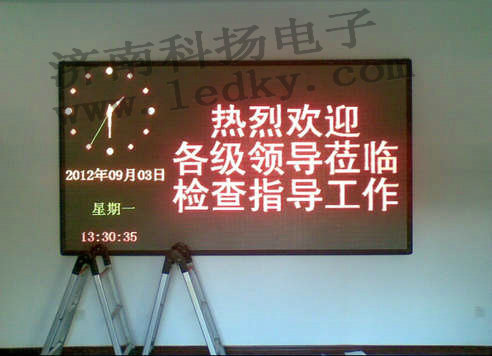 济南科扬电子
www.ledky.com
热烈欢迎
各级领导莅临
检查指导工作
2012年09月03日
星期一
13:30:35